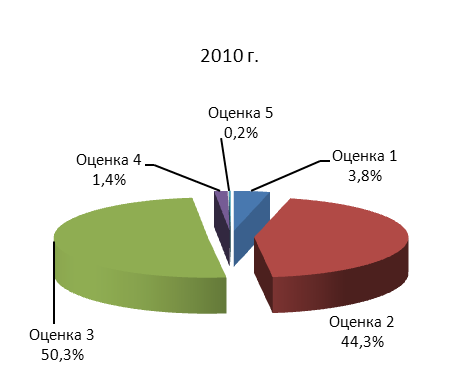 2010 г.
Оценка 5
0,2%
Оценка 4
1,4%
Оценка 1
3,8%
Оценка 3
50,3%
Оценка 2
44,3%